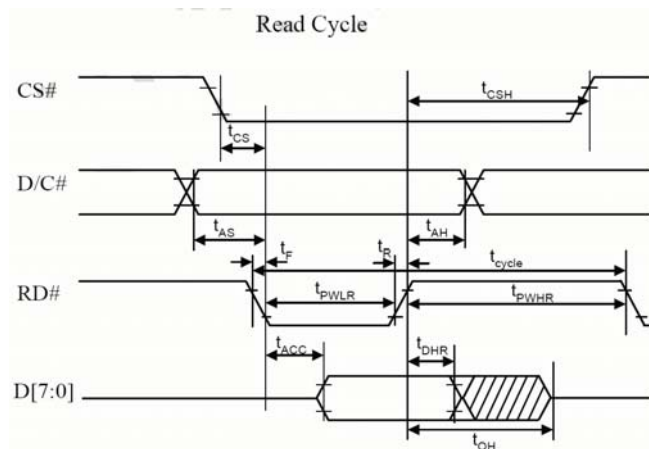 Read Cycle
CS#
tCSH
tCS
D/C#
tAS
tAH
tF
tR
tcycle
RD#
tPWLR
tPWHR
tACC
tDHR
D[7:0]
tOH